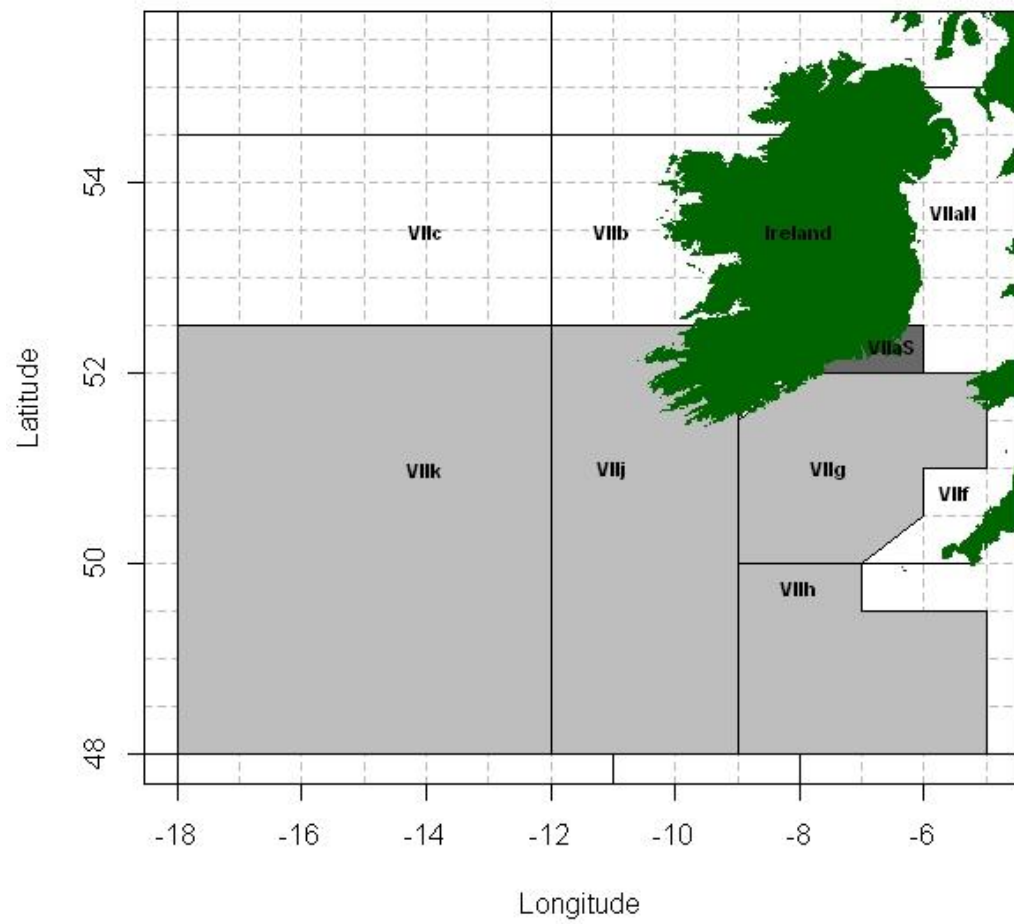 54
52
50
48
Latitude
VIIaN
VIIc
VIIb
Ireland
VIIaS
VIIk
VIIj
VIIg
VIIf
VIIh
-18
-16
-14
-12
-10
-8
-6
Longitude